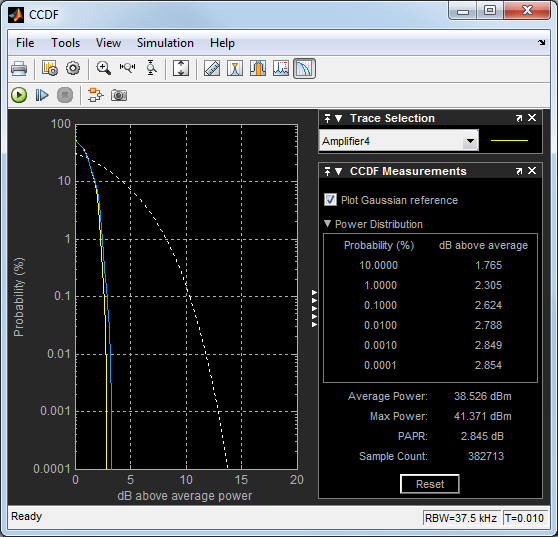 CCDF
File Tools View Simulation Help
Trace Selection
Amplifier4
CCDF Measurements
Plot Gaussian reference
Power Distribution
Probability (%) dB above average
10.0000 1.765
1.0000 2.305
0.1000 2.624
0.0100 2.788
0.0010 2.849
0.0001 2.854
Average Power: 38.526 dBm
Max Power: 41.371 dBm
PAPR: 2.845 dB
Sample Count: 382713
Reset
Probability (%)
100
10
1
0.1
0.01
0.001
0.0001
0 5 10 15 20
dB above average power
Ready RBW=37.5 kHz T=0.010